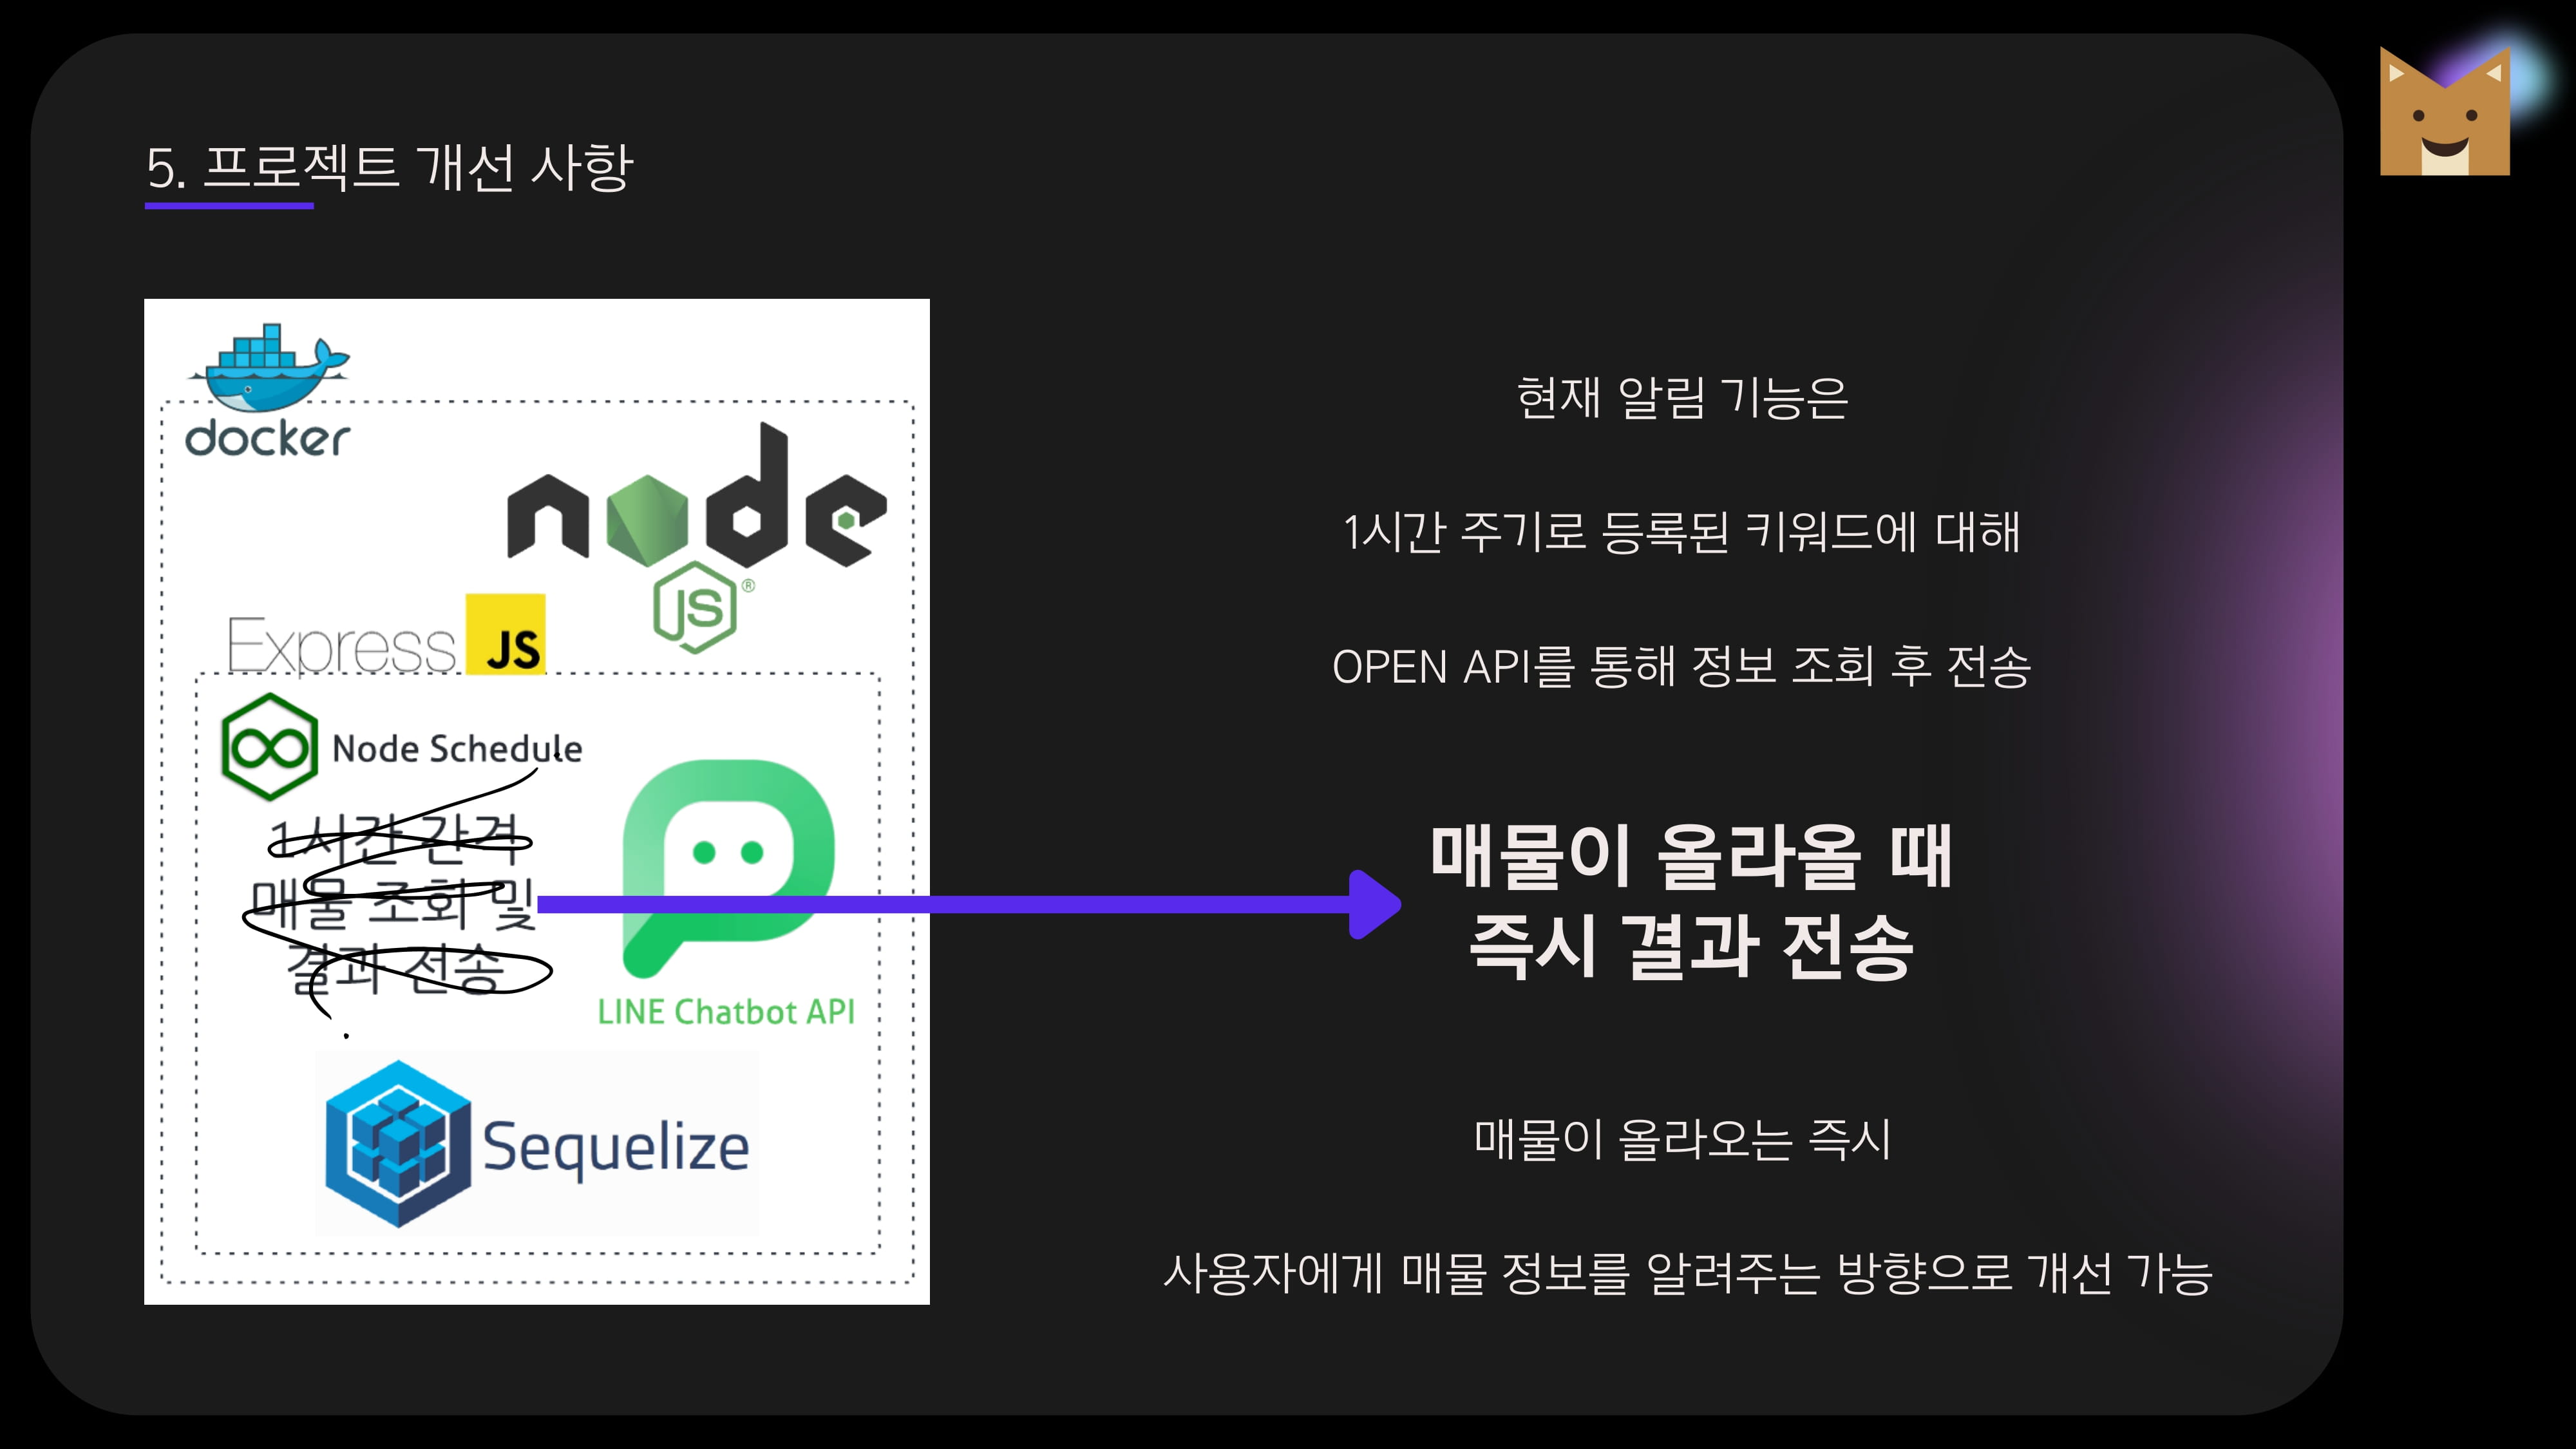 5. 프로젝트 개선 사항
docker
node
JS®
Express JS
Node Schedule
1시간 간격
매물 조회 및
결과 전송
LINE Chatbot API
Sequelize
현재 알림 기능은
1시간 주기로 등록된 키워드에 대해
OPEN API를 통해 정보 조회 후 전송
매물이 올라올 때
즉시 결과 전송
매물이 올라오는 즉시
사용자에게 매물 정보를 알려주는 방향으로 개선 가능